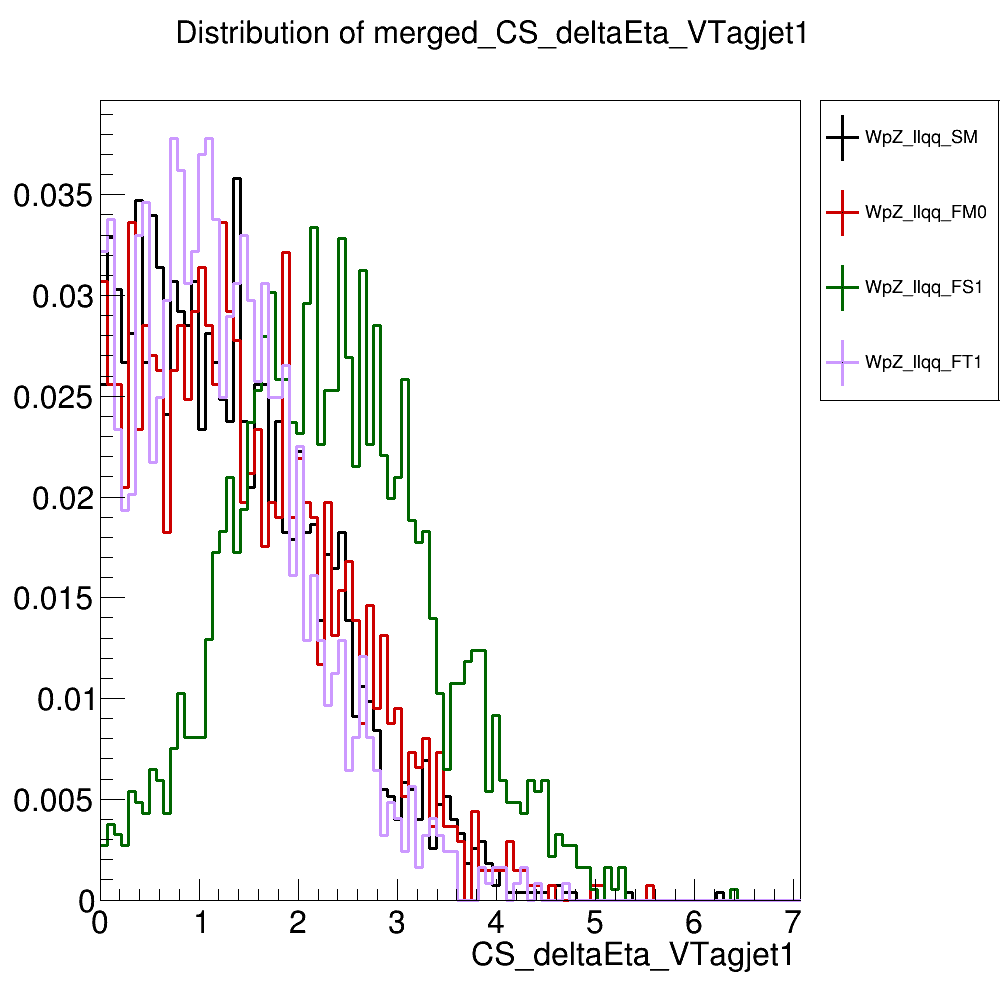 Distribution of merged_CS_deltaEta_VTagjet1
WpZ_llqq_SM
WpZ_llqq_FM0
WpZ_llqq_FS1
WpZ_llqq_FT1
0.035
0.03
0.025
0.02
0.015
0.01
0.005
0
0 1 2 3 4 5 6 7
CS_deltaEta_VTagjet1